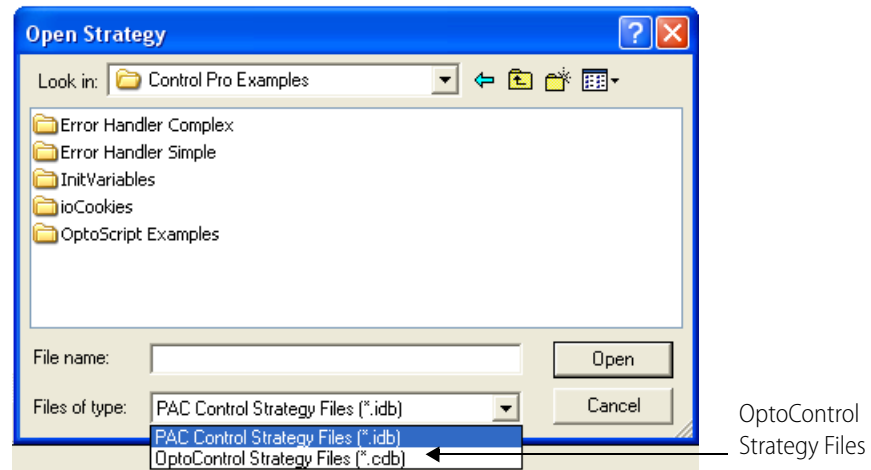 Open Strategy
Look in: Control Pro Examples
Error Handler Complex
Error Handler Simple
InitVariables
ioCookies
OptoScript Examples
File name:
Open
Files of type: PAC Control Strategy Files (*.idb)
Cancel
PAC Control Strategy Files (*.idb)
OptoControl Strategy Files (*.cdb)
OptoControl
Strategy Files